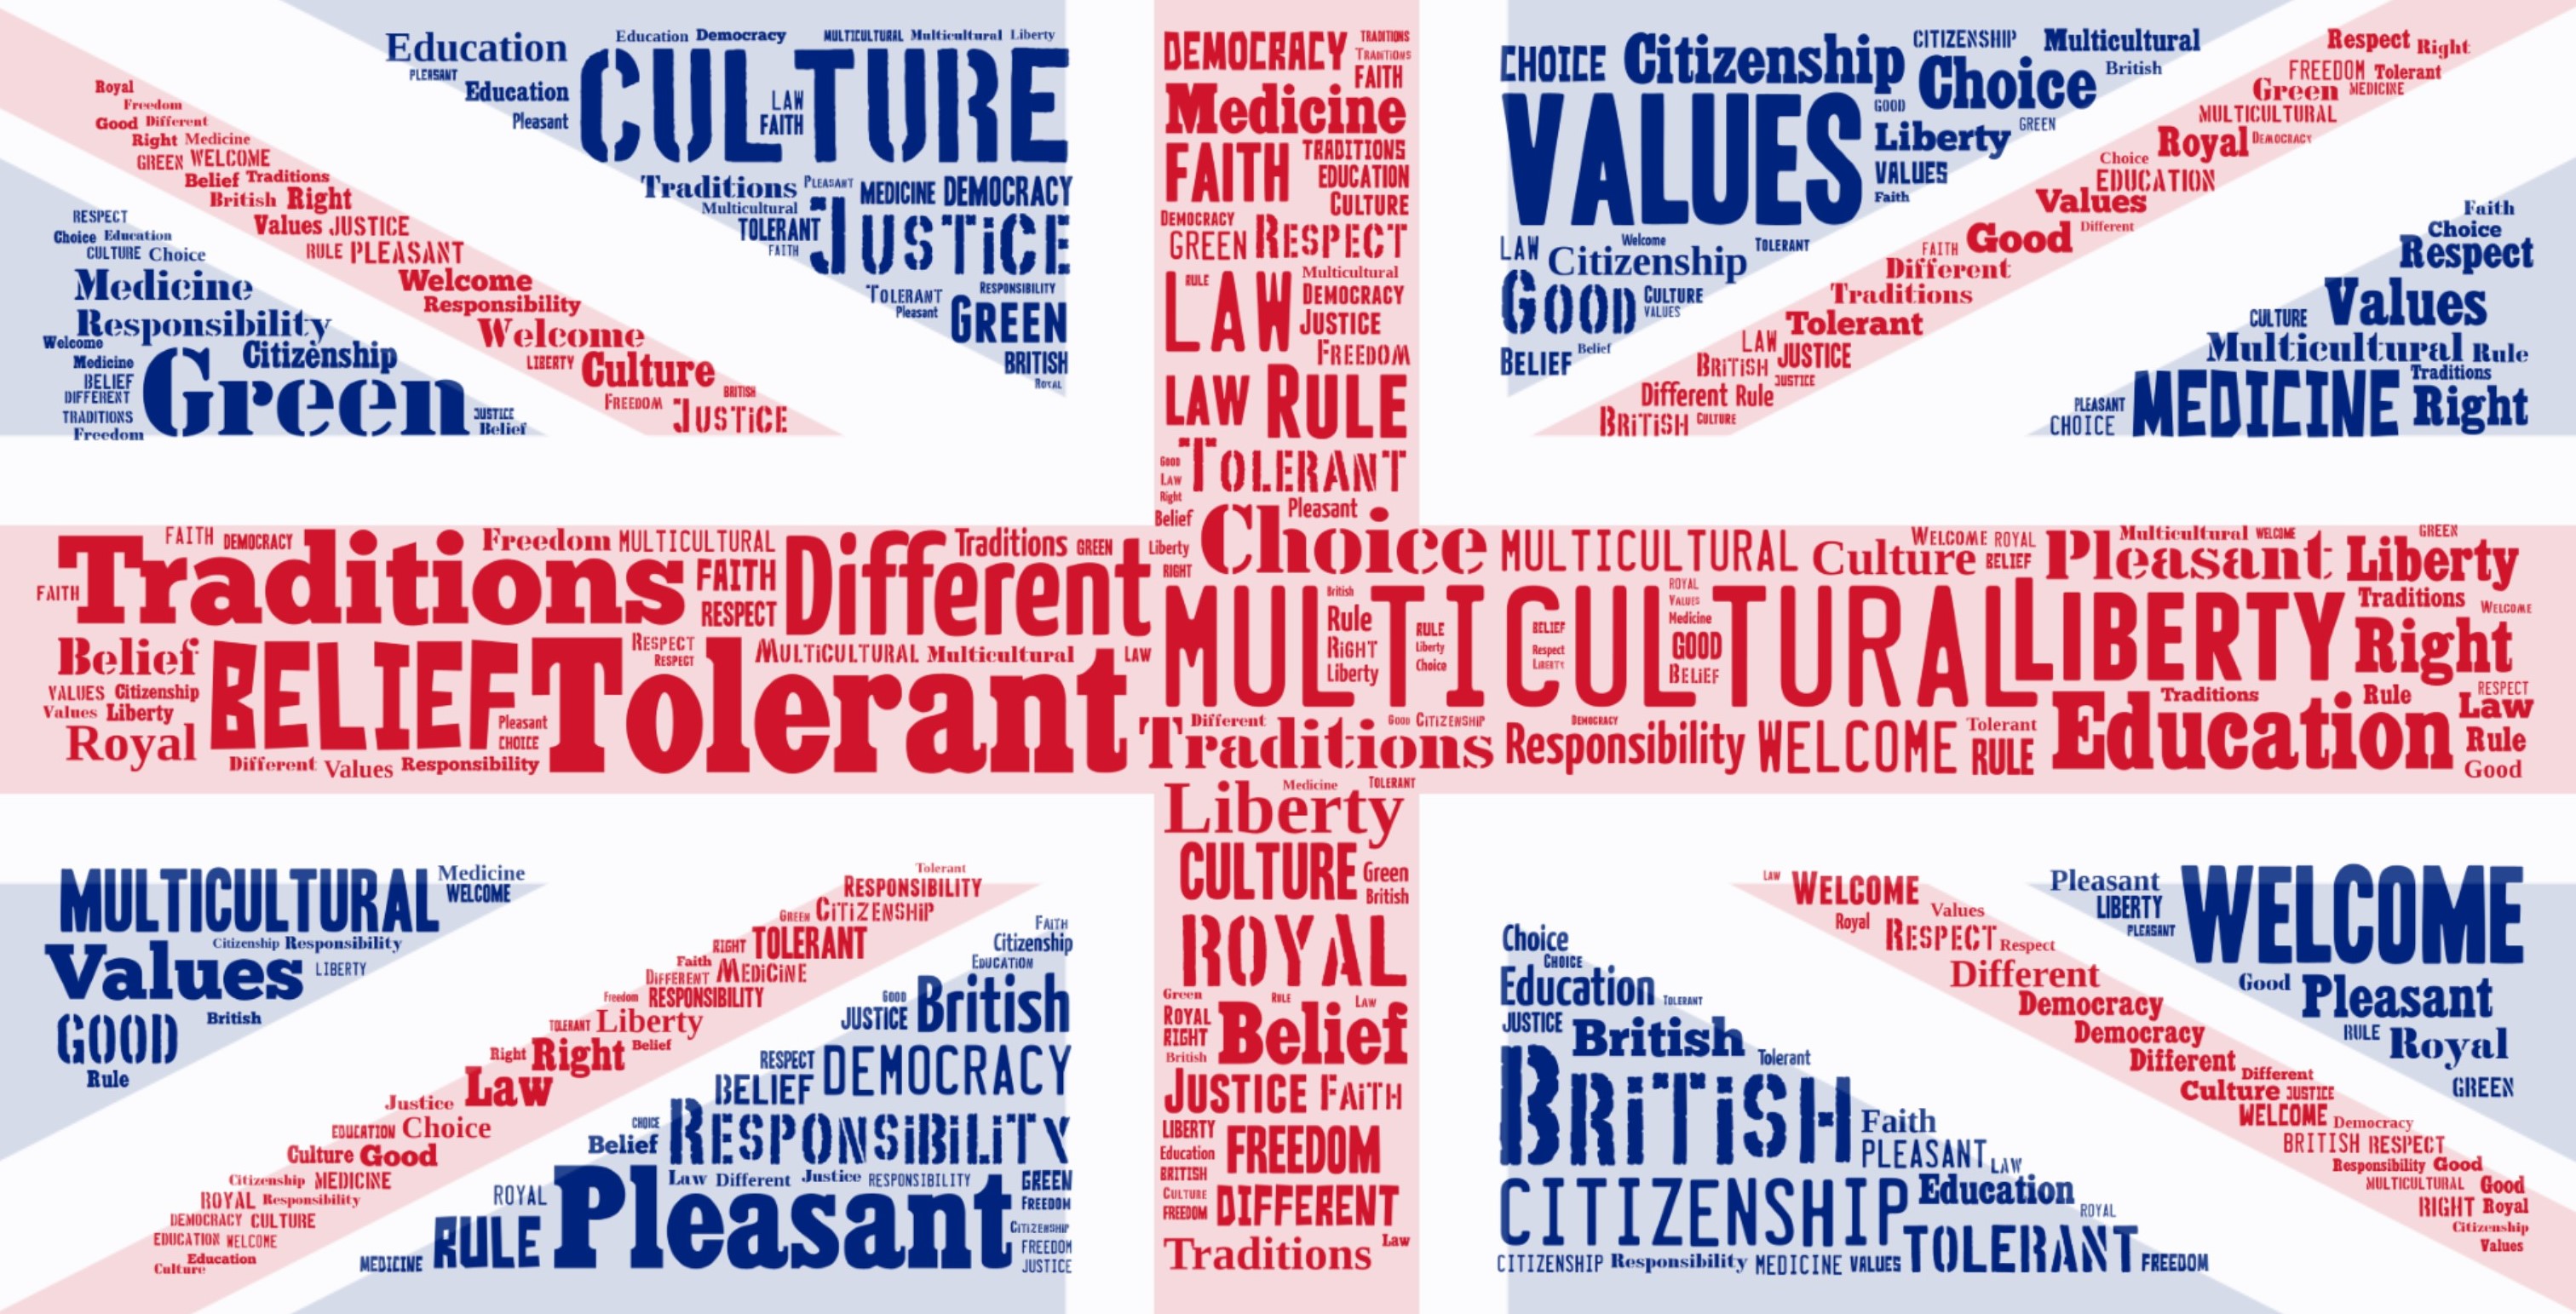 Education
Education Democracy
MULTICULTURAL Multicultural Liberty
PLEASANT
Education
Pleasant
CULTURE
LAW
FAITH
Traditions PLEASANT MEDICINE DEMOCRACY
Multicultural
TOLERANT
FAITH
JUSTiCE
TOLERANT
Pleasant
RESPONSIBILITY
GREEN
BRITISH
ROYAL
Royal
Freedom
Good Different
Right Medicine
GREEN WELCOME
Belief Traditions
British Right
Values JUSTICE
RULE PLEASANT
Welcome
Responsibility
Welcome
LIBERTY Culture
FREEDOM
BRITISH
JUSTiCE
RESPECT
Choice Education
CULTURE Choice
Medicine
Responsibility
Welcome
Medicine
Citizenship
BELIEF
DIFFERENT
TRADITIONS
Freedom
Green
JUSTICE
Belief
DEMOCRACY
TRADITIONS
TRADITIONS
FAITH
Medicine
FAITH
TRADITIONS
EDUCATION
CULTURE
DEMOCRACY
GREEN RESPECT
RULE
LAW
Multicultural
DEMOCRACY
JUSTICE
FREEDOM
LAW RULE
GOOD
LAW
Right
TOLERANT
Belief
Pleasant
Choice
Liberty
RIGHT
CHOICE Citizenship CITIZENSHIP Multicultural
British
Choice
VALUES
GOOD
Liberty GREEN
VALUES
Faith
LAW
Welcome
TOLERANT
Citizenship
GOOD CULTURE
VALUES
BELIEF Belief
Respect Right
FREEDOM Tolerant
Green MEDICINE
MULTICULTURAL
Royal DEMOCRACY
Choice
EDUCATION
Values
Different
FAITH Good
Different
Traditions
Tolerant
LAW
BRiTiSH JUSTICE
JUSTICE
Different Rule
BRiTiSH CULTURE
Faith
Choice
Respect
CULTURE Values
Multicultural Rule
Traditions
PLEASANT
CHOICE
MEDICINE Right
FAITH
FAITH DEMOCRACY
Traditions
Freedom MULTICULTURAL
FAITH
RESPECT
Different
Traditions GREEN
Belief
BELIEF
RESPECT
RESPECT
MULTiCULTURAL Multicultural LAW
VALUES Citizenship
Values Liberty
Royal
Pleasant
CHOICE
Tolerant
Different Values Responsibility
MULTICULTURAL
Culture
WELCOME ROYAL
BELIEF
Pleasant
Multicultural WELCOME
GREEN
Liberty
MULTICULTURAL
British
Rule
RiGHT
Liberty
RULE
Liberty
Choice
BELIEF
Respect
LIBERTY
ROYAL
VALUES
Medicine
GOOD
BELiEF
LIBERTY
Traditions WELCOME
Right
Different
GOOD CITIZENSHIP
DEMOCRACY
Traditions Responsibility WELCOME
Tolerant
RULE
Education
Traditions
Rule
RESPECT
Law
Rule
Good
Medicine TOLERANT
Liberty
CULTURE Green
British
ROYAL
Green
RULE
LAW
ROYAL
RIGHT
British
Belief
JUSTICE FAiTH
LIBERTY
Education
BRITISH
FREEDOM
CULTURE
FREEDOM
DIFFERENT
Traditions Law
MULTICULTURAL
Medicine
WELCOME
Citizenship Responsibility
Values LIBERTY
GOOD British
Rule
Tolerant
RESPONSIBILITY
GREEN CiTiZENSHiP
RIGHT TOLERANT
Faith
DiFFERENT MEDiCiNE
Freedom RESPONSIBILITY
TOLERANT Liberty
Right Right Belief
Law
Justice
EDUCATION Choice
Culture Good
Citizenship MEDICINE
ROYAL Responsibility
DEMOCRACY CULTURE
EDUCATION WELCOME
Education
Culture
FAITH
Citizenship
EDUCATION
GOOD
JUSTICE
British
RESPECT
BELIEF DEMOCRACY
CHOICE
Belief RESPONSiBiLiTY
Law Different Justice RESPONSIBILITY GREEN
ROYAL
FREEDOM
MEDICINE RULE Pleasant
CiTiZENSHiP
FREEDOM
JUSTICE
Choice
CHOICE
Education TOLERANT
JUSTICE British
Tolerant
BRiTiSH
Faith
PLEASANT LAW
CITIZENSHIP Education
ROYAL
TOLERANT
CITIZENSHIP Responsibility MEDICINE VALUES
FREEDOM
LAW WELCOME
Royal Values
RESPECT Respect
Different
Democracy
Democracy
Different
Different
Culture JUSTICE
WELCOME Democracy
BRITISH RESPECT
Responsibility Good
MULTICULTURAL Good
RIGHT Royal
Citizenship
Values
Pleasant
LIBERTY
PLEASANT
WELCOME
Good Pleasant
RULE Royal
GREEN